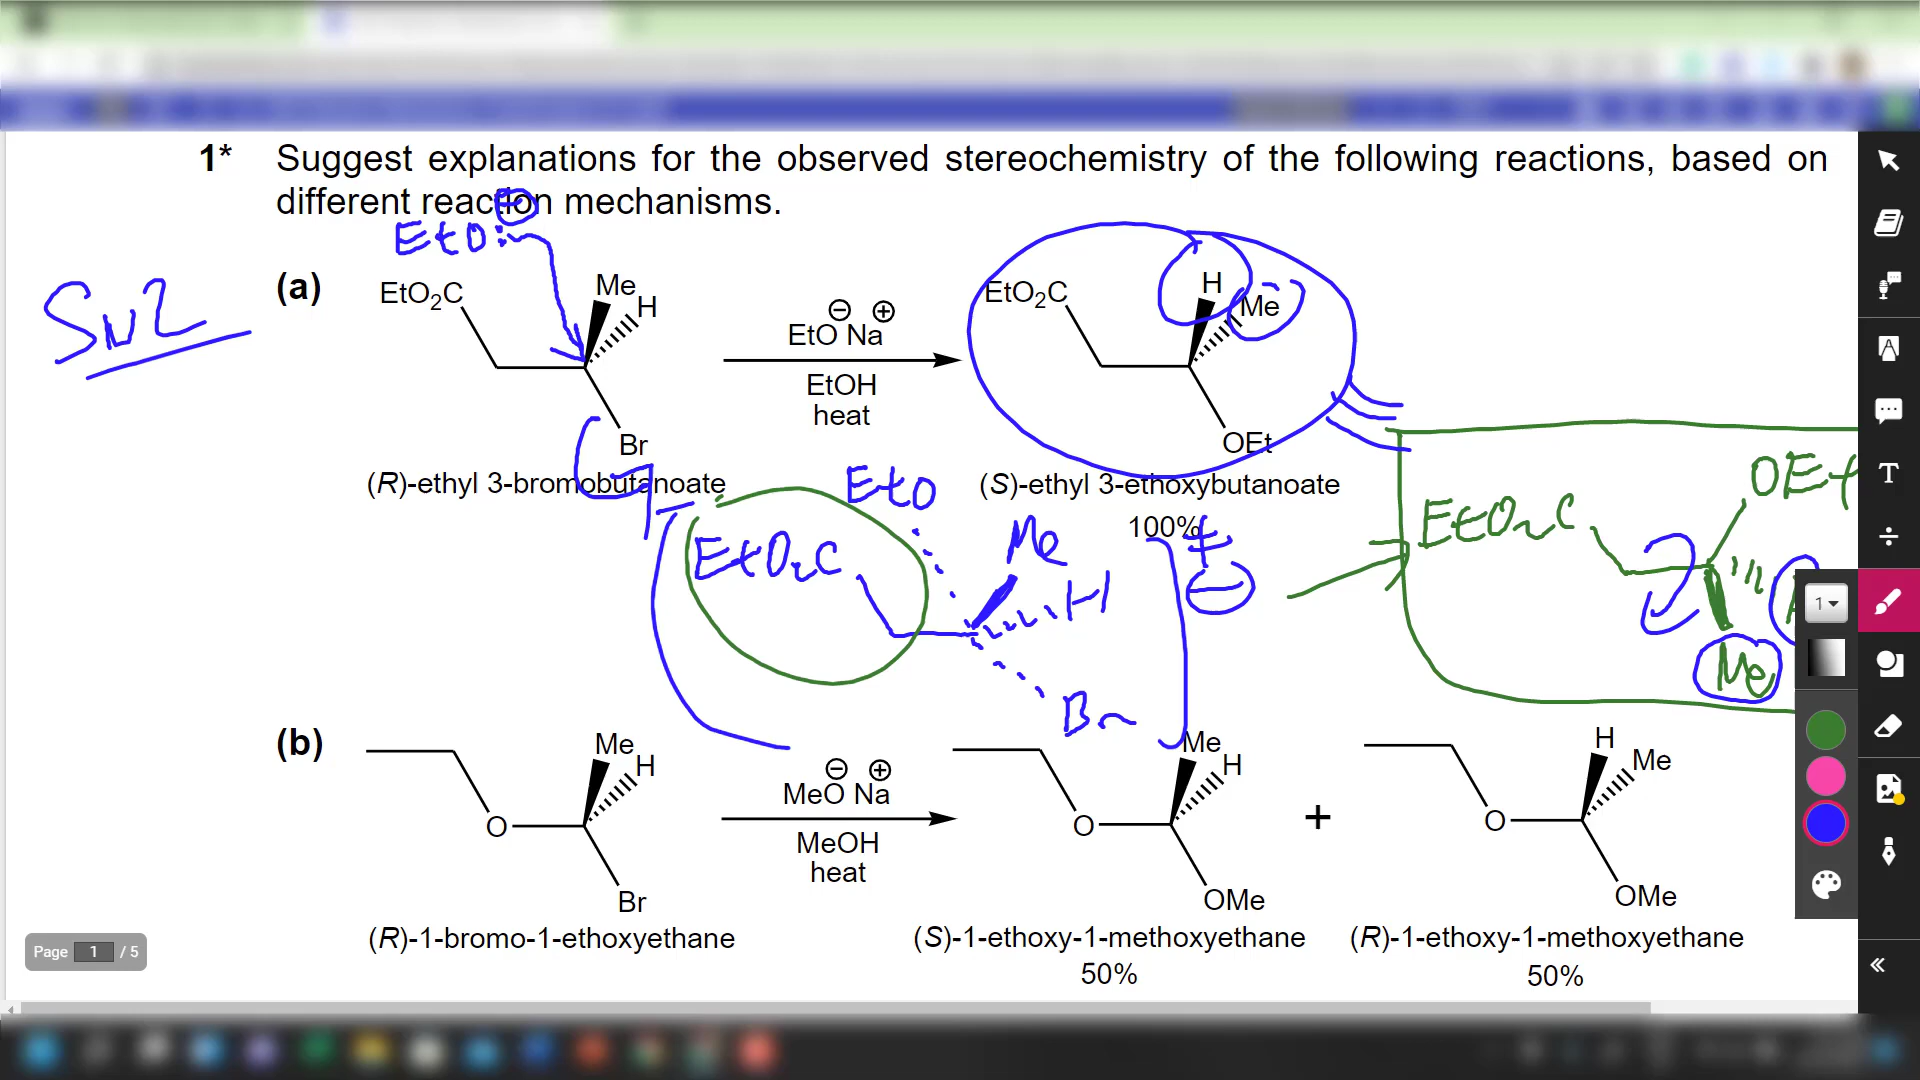 1* Suggest explanations for the observed stereochemistry of the following reactions, based on
different reaction mechanisms.
EtO:⊖
SN2
(a)
EtO₂C
Me
H
Br
(R)-ethyl 3-bromobutanoate
⊖ ⊕
EtO Na
EtOH
heat
EtO₂C
H
Me
OEt
(S)-ethyl 3-ethoxybutanoate
100%
EtO
EtO₂C
Me
H
Br
‡
⊖
EtO₂C
OEt
Me
(b)
Me
H
O
Br
(R)-1-bromo-1-ethoxyethane
⊖ ⊕
MeO Na
MeOH
heat
Me
H
O
OMe
(S)-1-ethoxy-1-methoxyethane
50%
+
H
Me
O
OMe
(R)-1-ethoxy-1-methoxyethane
50%
Page 1 / 5
1
T